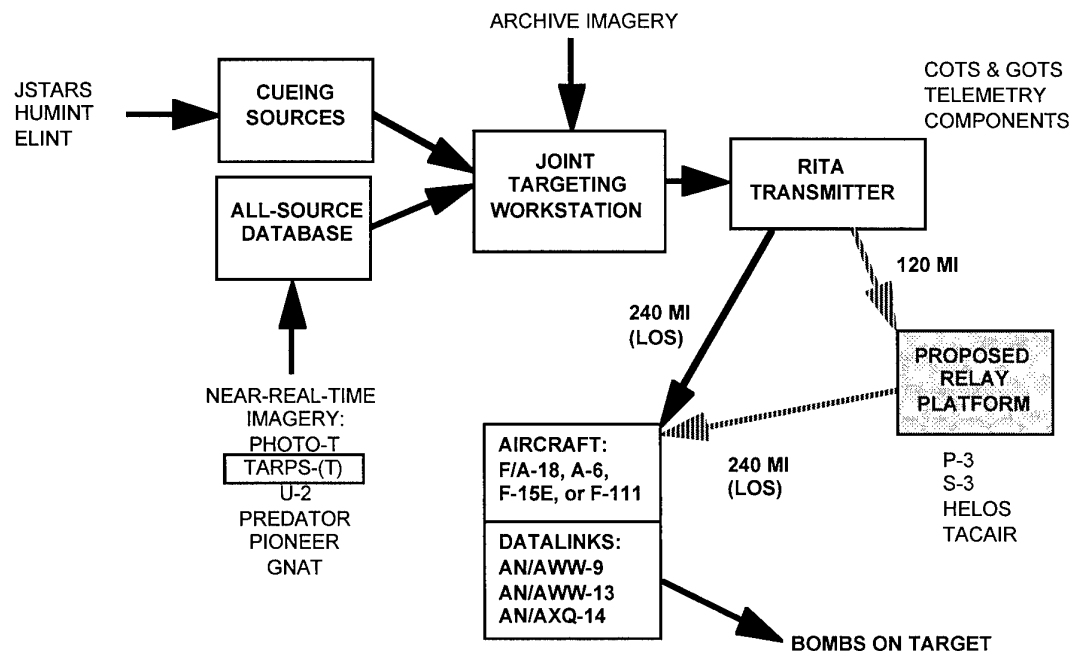 ARCHIVE IMAGERY
JSTARS
HUMINT
ELINT
CUEING
SOURCES
ALL-SOURCE
DATABASE
JOINT
TARGETING
WORKSTATION
COTS & GOTS
TELEMETRY
COMPONENTS
RITA
TRANSMITTER
120 MI
240 MI
(LOS)
PROPOSED
RELAY
PLATFORM
P-3
S-3
HELOS
TACAIR
240 MI
(LOS)
NEAR-REAL-TIME
IMAGERY:
PHOTO-T
TARPS-(T)
U-2
PREDATOR
PIONEER
GNAT
AIRCRAFT:
F/A-18, A-6,
F-15E, or F-111
DATALINKS:
AN/AWW-9
AN/AWW-13
AN/AXQ-14
BOMBS ON TARGET